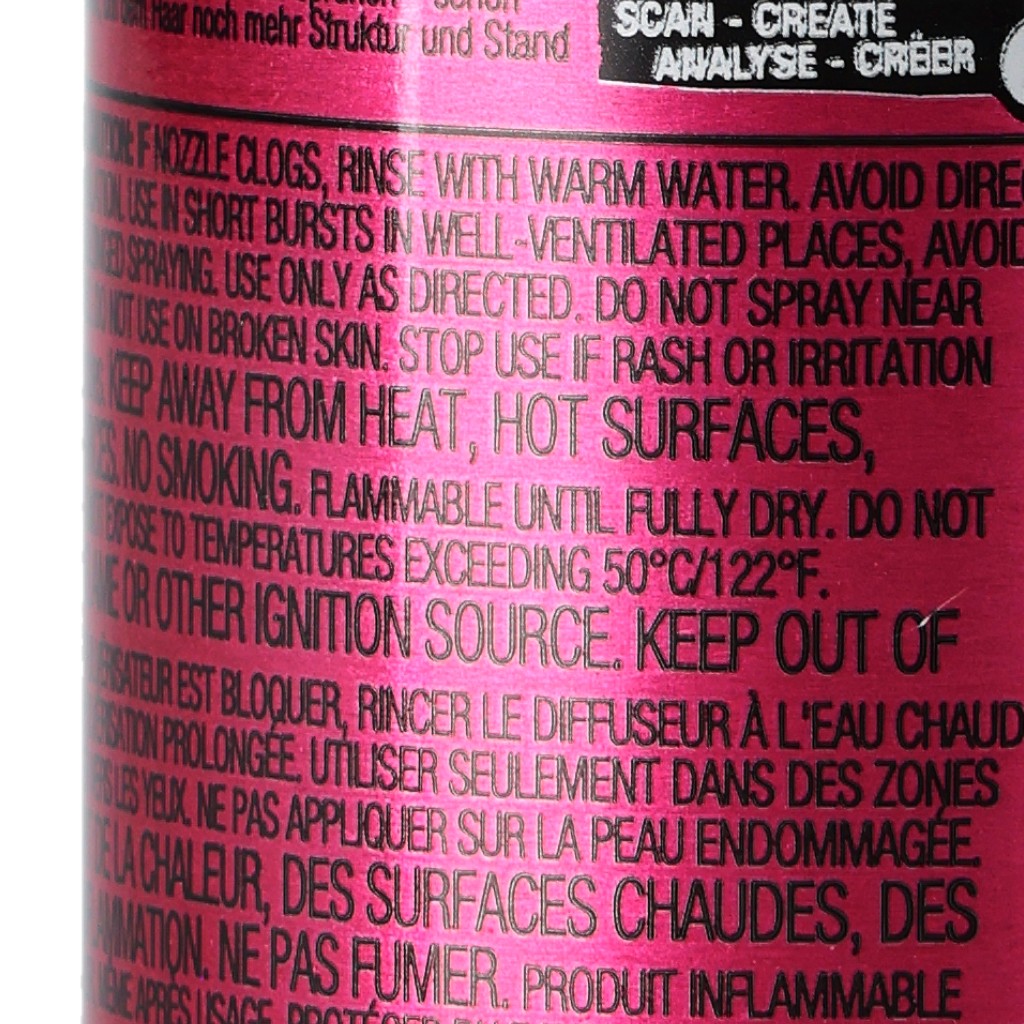 Haar noch mehr Struktur und Stand
SCAN - CREATE
ANALYSE - CRÉER
IF NOZZLE CLOGS, RINSE WITH WARM WATER. AVOID
USE IN SHORT BURSTS IN WELL-VENTILATED PLACES, AVOID
SPRAYING. USE ONLY AS DIRECTED. DO NOT SPRAY NEAR
NOT USE ON BROKEN SKIN. STOP USE IF RASH OR IRRITATION
KEEP AWAY FROM HEAT, HOT SURFACES,
NO SMOKING. FLAMMABLE UNTIL FULLY DRY. DO NOT
EXPOSE TO TEMPERATURES EXCEEDING 50°C/122°F.
OR OTHER IGNITION SOURCE. KEEP OUT OF
EST BLOQUER, RINCER LE DIFFUSEUR À L'EAU CHAUD
PROLONGÉE. UTILISER SEULEMENT DANS DES ZONES
LES YEUX. NE PAS APPLIQUER SUR LA PEAU ENDOMMAGÉE.
DE LA CHALEUR, DES SURFACES CHAUDES, DES
NE PAS FUMER. PRODUIT INFLAMMABLE
APRÈS USAGE.